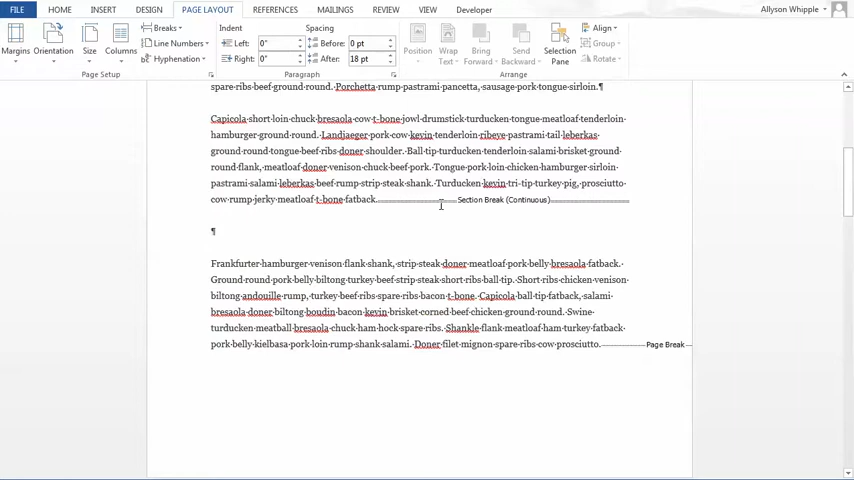 FILE HOME INSERT DESIGN PAGE LAYOUT REFERENCES MAILINGS REVIEW VIEW Developer Allyson Whipple
Margins Orientation Size Columns Breaks Line Numbers Hyphenation Indent Left: 0" Right: 0" Spacing Before: 0 pt After: 18 pt Position Wrap Text Bring Forward Send Backward Selection Pane Align Group Rotate
Page Setup Paragraph Arrange
spare·ribs·beef·ground·round.··Porchetta·rump·pastrami·pancetta,·sausage·pork·tongue·sirloin.¶
Capicola·short·loin·chuck·bresaola·cow·t-bone·jowl·drumstick·turducken·tongue·meatloaf·tenderloin·
hamburger·ground·round.··Landjaeger·pork·cow·kevin·tenderloin·ribeye·pastrami·tail·leberkas·
ground·round·tongue·beef·ribs·doner·shoulder.··Ball·tip·turducken·tenderloin·salami·brisket·ground·
round·flank,·meatloaf·doner·venison·chuck·beef·pork.··Tongue·pork·loin·chicken·hamburger·sirloin·
pastrami·salami·leberkas·beef·rump·strip·steak·shank.··Turducken·kevin·tri-tip·turkey·pig,·prosciutto·
cow·rump·jerky·meatloaf·t-bone·fatback. Section Break (Continuous)
¶
Frankfurter·hamburger·venison·flank·shank,·strip·steak·doner·meatloaf·pork·belly·bresaola·fatback.·
Ground·round·pork·belly·biltong·turkey·beef·strip·steak·short·ribs·ball·tip.··Short·ribs·chicken·venison·
biltong·andouille·rump,·turkey·beef·ribs·spare·ribs·bacon·t-bone.··Capicola·ball·tip·fatback,·salami·
bresaola·doner·biltong·boudin·bacon·kevin·brisket·corned·beef·chicken·ground·round.··Swine·
turducken·meatball·bresaola·chuck·ham·hock·spare·ribs.··Shankle·flank·meatloaf·ham·turkey·fatback·
pork·belly·kielbasa·pork·loin·rump·shank·salami.··Doner·filet·mignon·spare·ribs·cow·prosciutto. Page Break